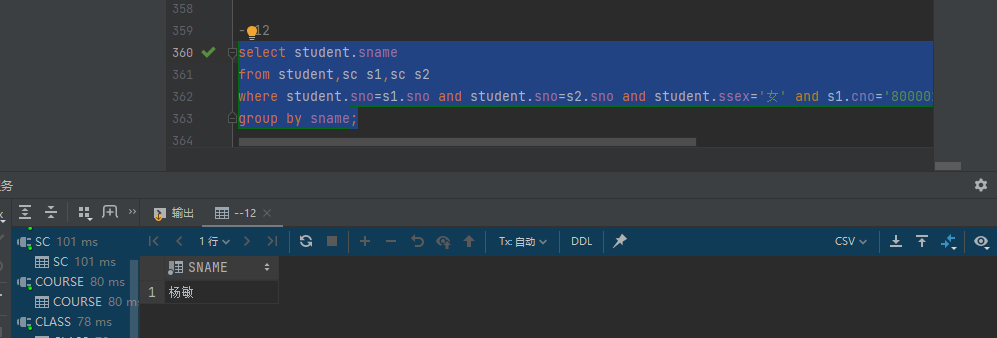 358
359 --12
360 select student.sname
361 from student,sc s1,sc s2
362 where student.sno=s1.sno and student.sno=s2.sno and student.ssex='女' and s1.cno='80000
363 group by sname;
364
务
输出 --12
SC 101 ms
1 行 Tx: 自动 DDL CSV
SC 101 ms
SNAME
COURSE 80 ms
1 杨敏
COURSE 80 m
CLASS 78 ms